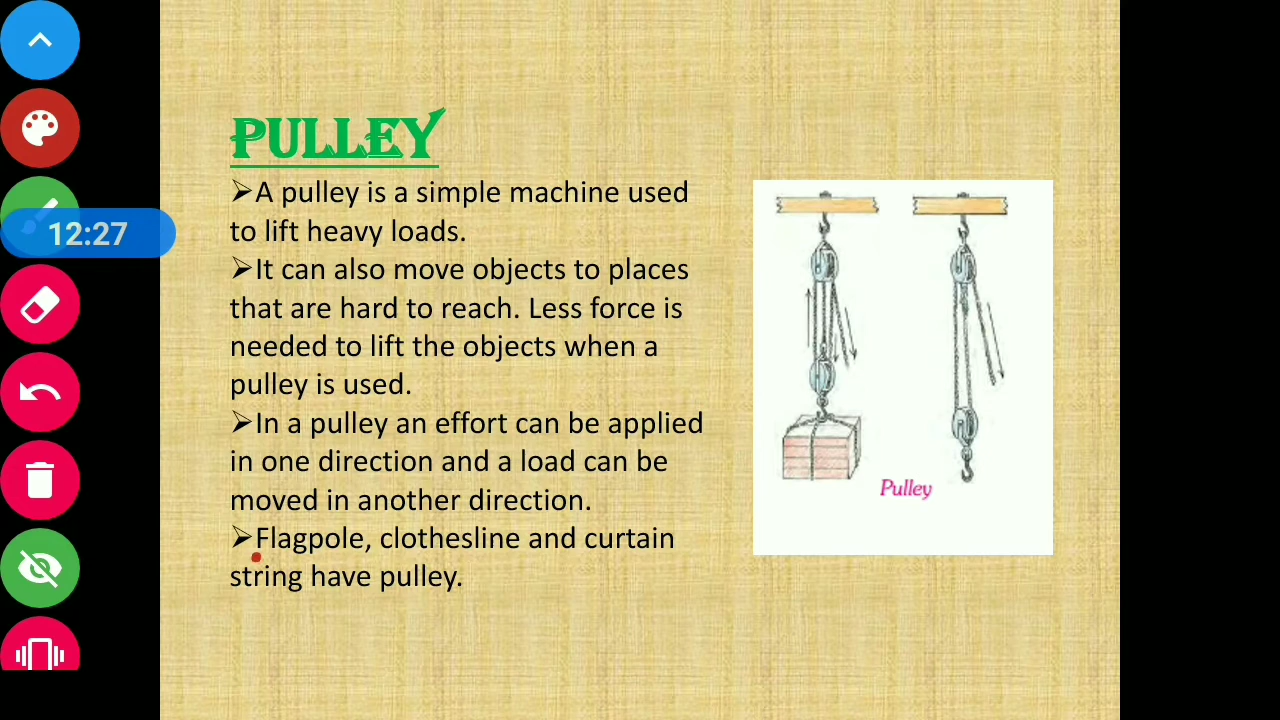 PULLEY
➢A pulley is a simple machine used
to lift heavy loads.
➢It can also move objects to places
that are hard to reach. Less force is
needed to lift the objects when a
pulley is used.
➢In a pulley an effort can be applied
in one direction and a load can be
moved in another direction.
➢Flagpole, clothesline and curtain
string have pulley.
Pulley
12:27